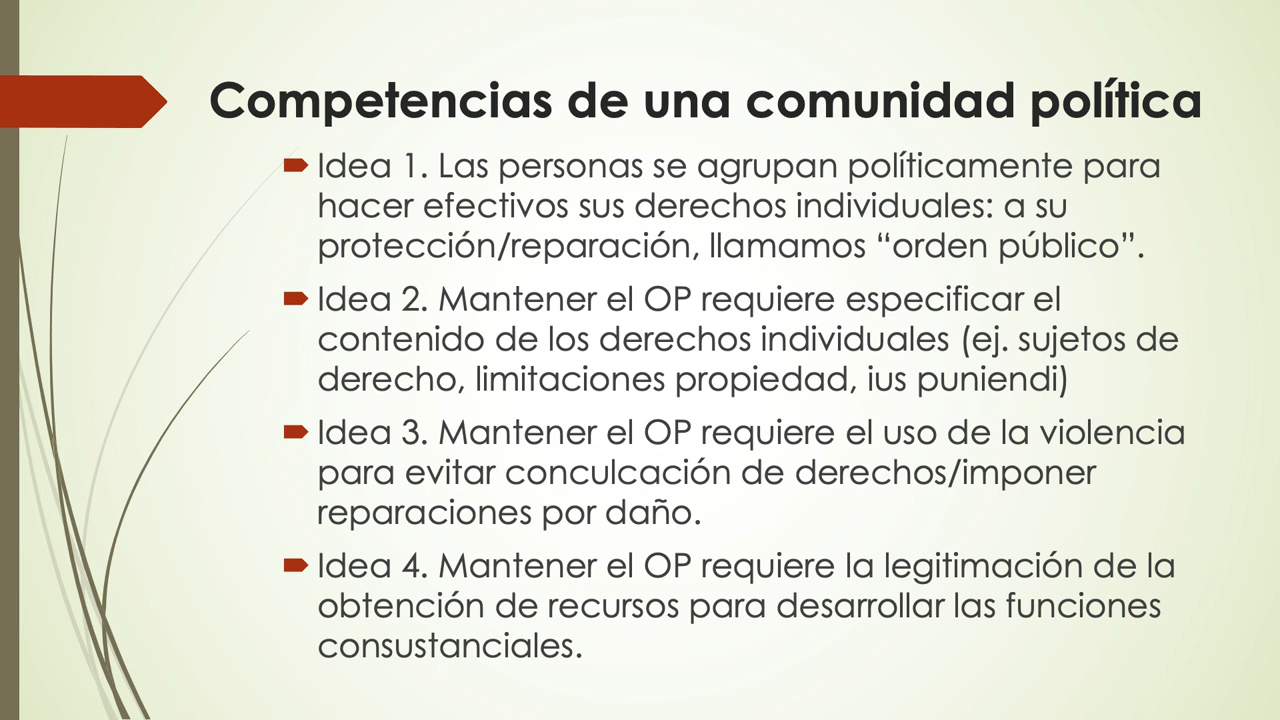 Competencias de una comunidad política
Idea 1. Las personas se agrupan políticamente para
hacer efectivos sus derechos individuales: a su
protección/reparación, llamamos “orden público”.
Idea 2. Mantener el OP requiere especificar el
contenido de los derechos individuales (ej. sujetos de
derecho, limitaciones propiedad, ius puniendi)
Idea 3. Mantener el OP requiere el uso de la violencia
para evitar conculcación de derechos/imponer
reparaciones por daño.
Idea 4. Mantener el OP requiere la legitimación de la
obtención de recursos para desarrollar las funciones
consustanciales.